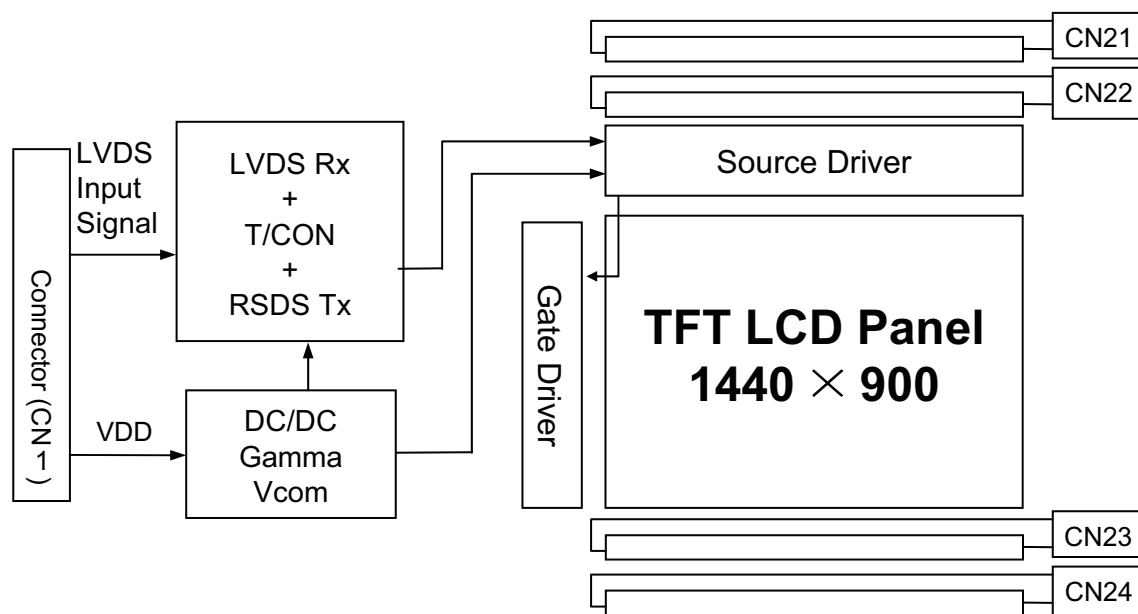 CN21
CN22
LVDS
Input
Signal
LVDS Rx
+
T/CON
+
RSDS Tx
Source Driver
Connector (CN1)
Gate Driver
TFT LCD Panel
1440 × 900
VDD
DC/DC
Gamma
Vcom
CN23
CN24